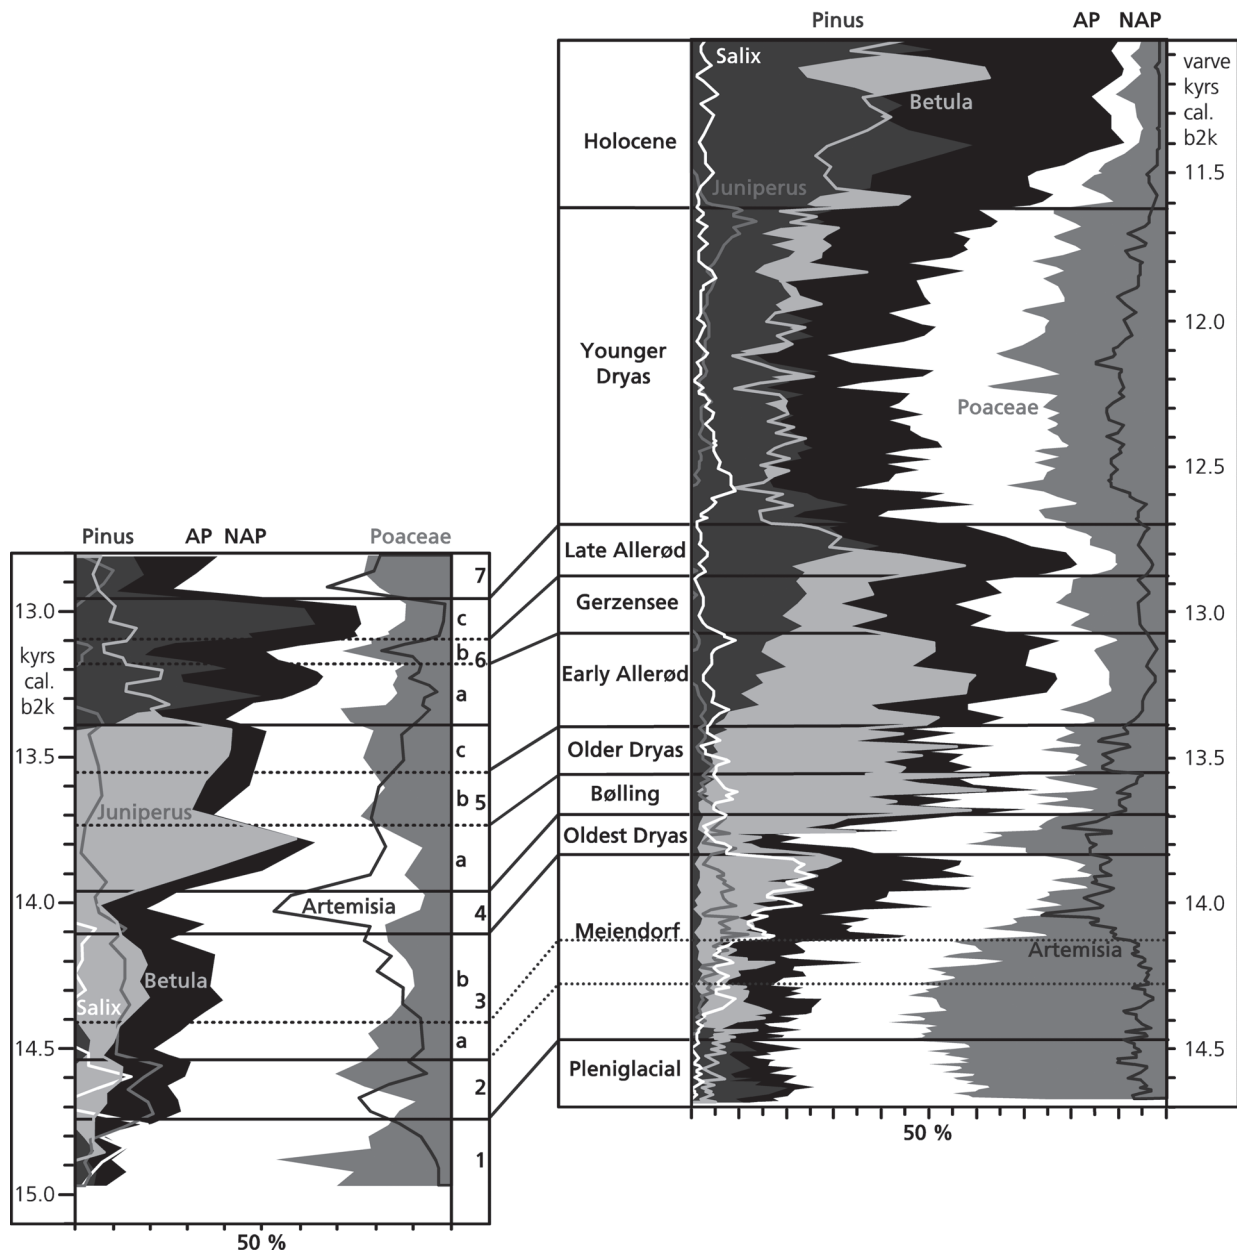 Pinus AP NAP
Salix
varve
kyrs
cal.
b2k
Betula
Holocene
11.5
Juniperus
12.0
Younger
Dryas
Poaceae
12.5
Pinus AP NAP Poaceae
Late Allerød
7
Gerzensee
13.0
13.0
c
kyrs
cal.
b2k
b
6
a
Early Allerød
c
Older Dryas
13.5
13.5
b
5
Bølling
Juniperus
Oldest Dryas
a
14.0
Artemisia
4
14.0
Meiendorf
Artemisia
Betula
b
Salix
3
a
14.5
14.5
Pleniglacial
2
50 %
1
15.0
50 %